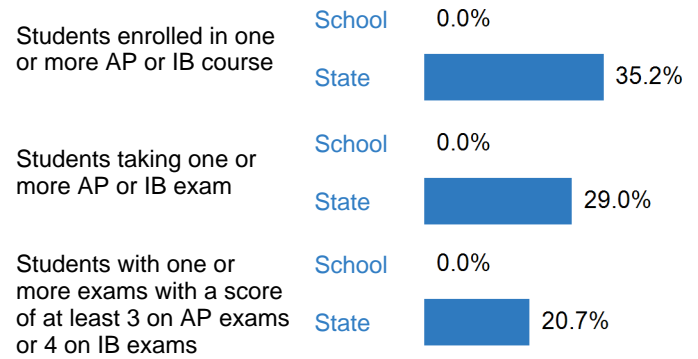 Students enrolled in one
or more AP or IB course
School 0.0%
State 35.2%
Students taking one or
more AP or IB exam
School 0.0%
State 29.0%
Students with one or
more exams with a score
of at least 3 on AP exams
or 4 on IB exams
School 0.0%
State 20.7%